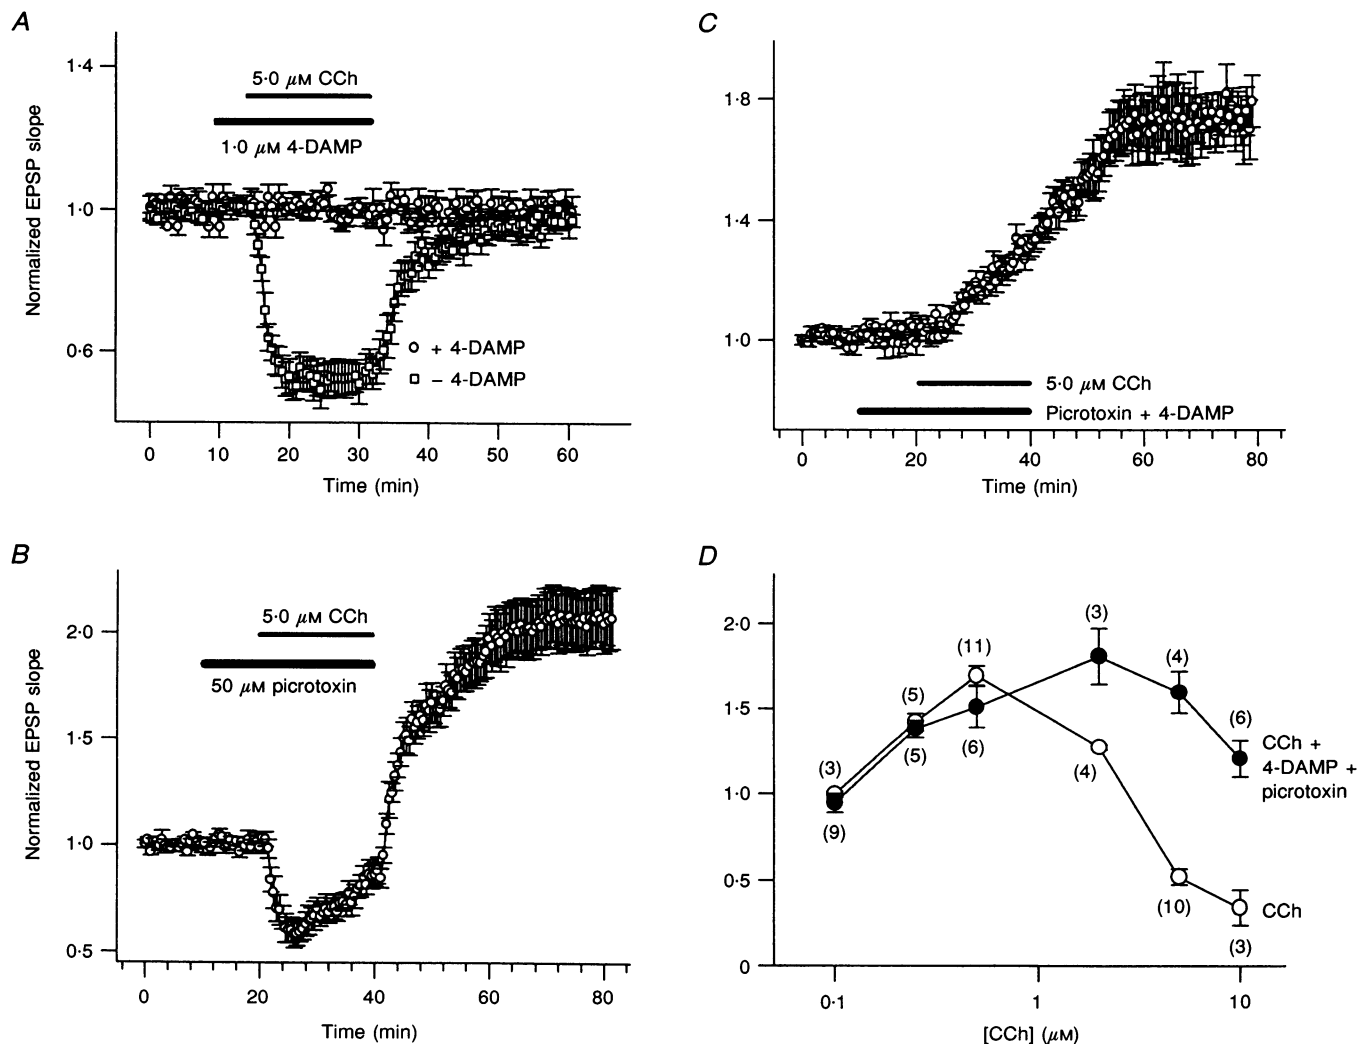 A
1·4
1·0
0·6
Normalized EPSP slope
5·0 μM CCh
1·0 μM 4-DAMP
+ 4-DAMP
– 4-DAMP
0 10 20 30 40 50 60
Time (min)
B
2·0
1·5
1·0
0·5
Normalized EPSP slope
5·0 μM CCh
50 μM picrotoxin
0 20 40 60 80
Time (min)
C
1·8
1·4
1·0
5·0 μM CCh
Picrotoxin + 4-DAMP
0 20 40 60 80
Time (min)
D
2·0
1·5
1·0
0·5
0
(3)
(9)
(5)
(5)
(11)
(6)
(3)
(4)
(4)
(10)
(6)
(3)
CCh +
4-DAMP +
picrotoxin
CCh
0·1 1 10
[CCh] (μM)